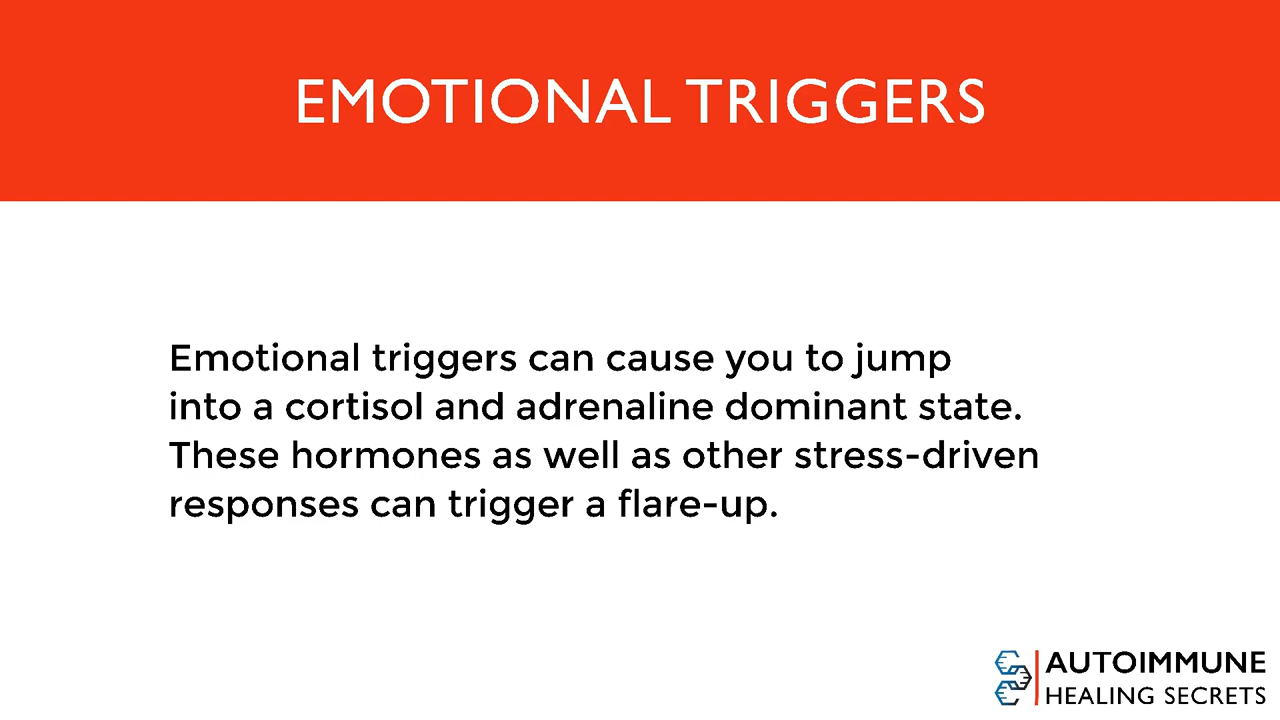 EMOTIONAL TRIGGERS
Emotional triggers can cause you to jump
into a cortisol and adrenaline dominant state.
These hormones as well as other stress-driven
responses can trigger a flare-up.
AUTOIMMUNE
HEALING SECRETS